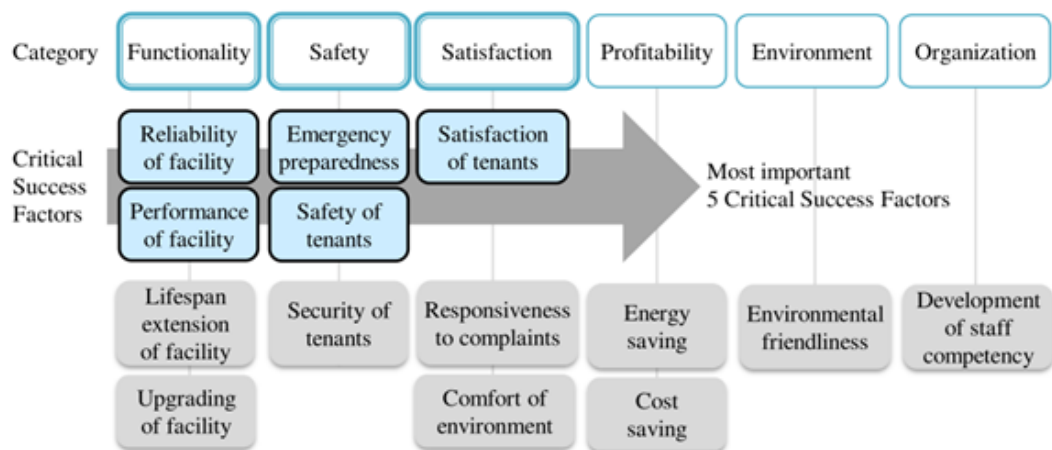 Category
Functionality
Safety
Satisfaction
Profitability
Environment
Organization
Critical
Success
Factors
Reliability
of facility
Emergency
preparedness
Satisfaction
of tenants
Performance
of facility
Safety of
tenants
Most important
5 Critical Success Factors
Lifespan
extension
of facility
Security of
tenants
Responsiveness
to complaints
Energy
saving
Environmental
friendliness
Development
of staff
competency
Upgrading
of facility
Comfort of
environment
Cost
saving